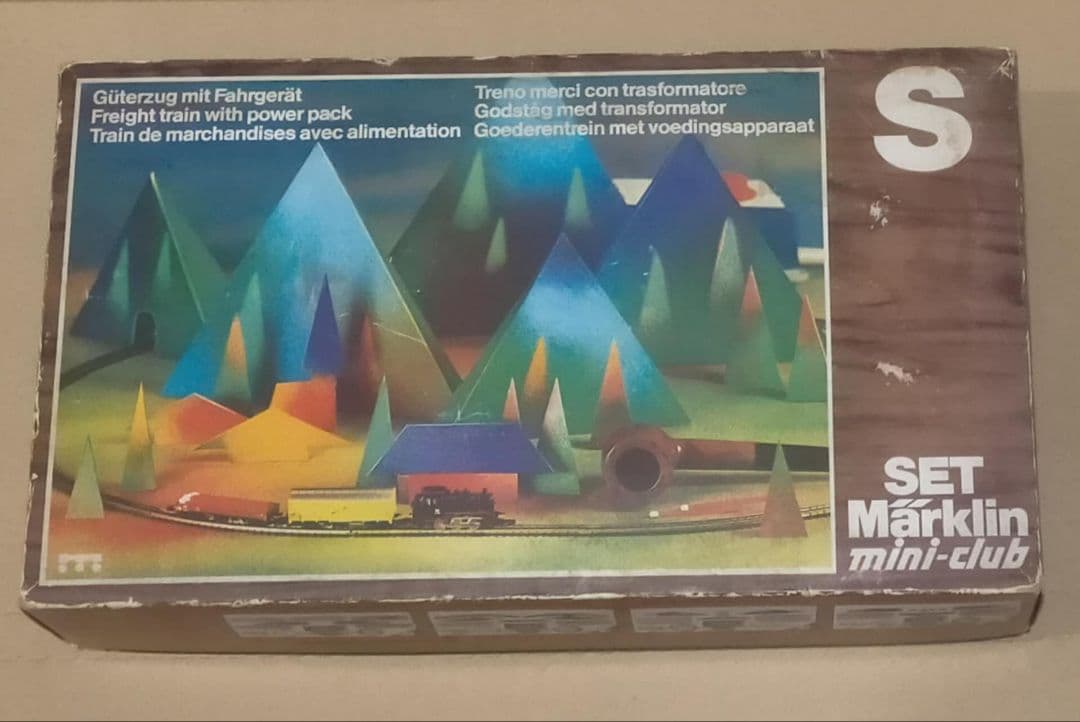 Güterzug mit Fahrgerät
Freight train with power pack
Train de marchandises avec alimentation
Treno merci con trasformatore
Godståg med transformator
Goederentrein met voedingsapparaat
S
SET
Märklin
mini-club